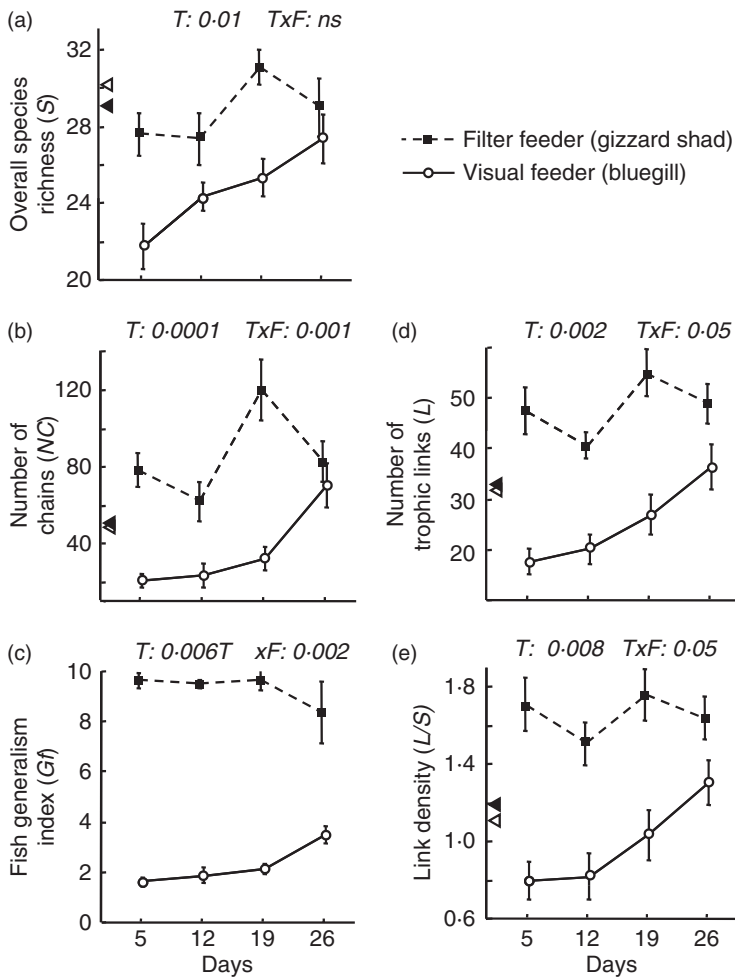 (a)
T: 0·01 TxF: ns
Overall species
richness (S)
32
28
24
20
Filter feeder (gizzard shad)
Visual feeder (bluegill)
(b)
T: 0·0001 TxF: 0·001
Number of
chains (NC)
120
80
40
(d)
T: 0·002 TxF: 0·05
Number of
trophic links (L)
50
40
30
20
(c)
T: 0·006T xF: 0·002
Fish generalism
index (Gf)
10
8
6
4
2
0
5 12 19 26
Days
(e)
T: 0·008 TxF: 0·05
Link density (L/S)
1·8
1·4
1·0
0·6
5 12 19 26
Days